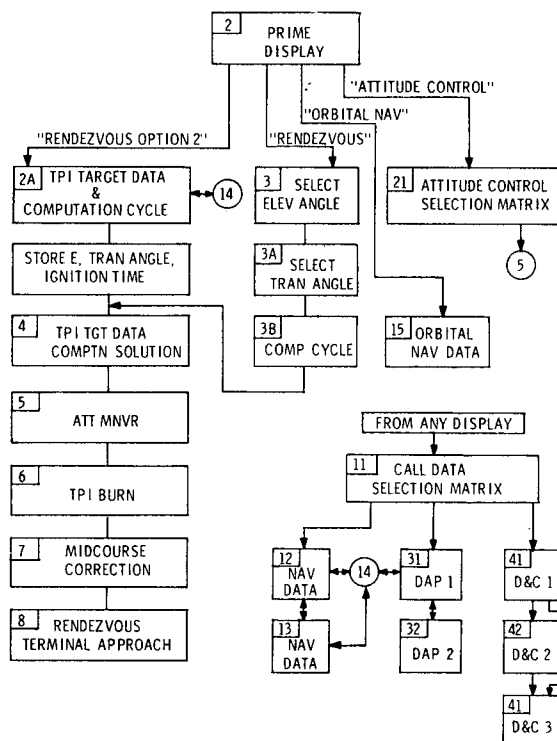 2
PRIME
DISPLAY
"ATTITUDE CONTROL"
"ORBITAL NAV"
"RENDEZVOUS OPTION 2"
"RENDEZVOUS"
2A
TPI TARGET DATA
&
COMPUTATION CYCLE
14
3
SELECT
ELEV ANGLE
21
ATTITUDE CONTROL
SELECTION MATRIX
5
STORE E, TRAN ANGLE,
IGNITION TIME
3A
SELECT
TRAN ANGLE
4
TPI TGT DATA
COMPTN SOLUTION
3B
COMP CYCLE
15
ORBITAL
NAV DATA
5
ATT MNVR
6
TPI BURN
7
MIDCOURSE
CORRECTION
8
RENDEZVOUS
TERMINAL APPROACH
FROM ANY DISPLAY
11
CALL DATA
SELECTION MATRIX
12
NAV DATA
14
31
DAP 1
41
D&C 1
13
NAV
DATA
32
DAP 2
42
D&C 2
41
D&C 3